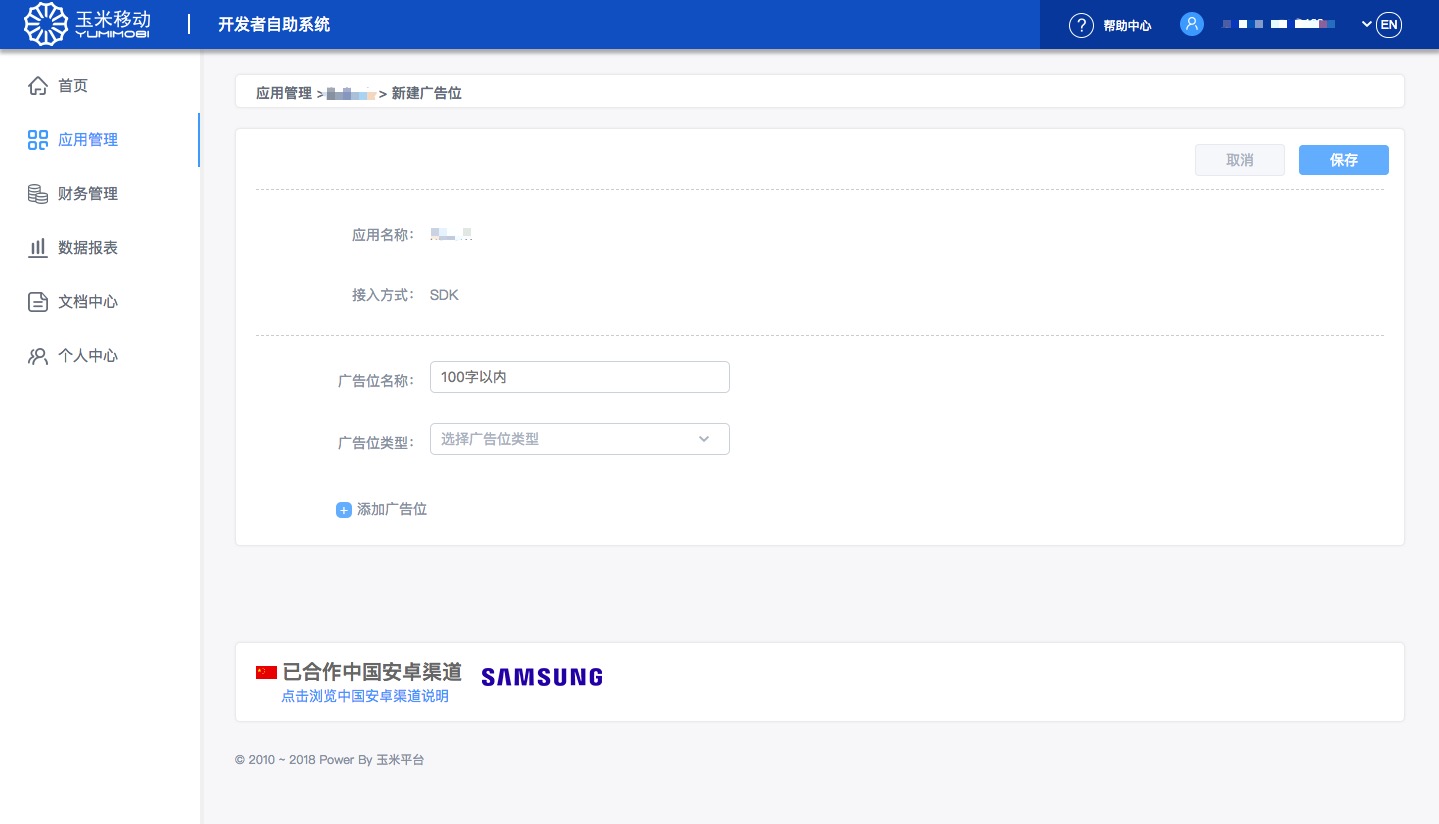 玉米移动
YUMIMOBI
开发者自助系统
帮助中心
EN
首页
应用管理
财务管理
数据报表
文档中心
个人中心
应用管理 > > 新建广告位
取消
保存
应用名称:
接入方式: SDK
广告位名称: 100字以内
广告位类型: 选择广告位类型
添加广告位
已合作中国安卓渠道
SAMSUNG
点击浏览中国安卓渠道说明
© 2010 ~ 2018 Power By 玉米平台